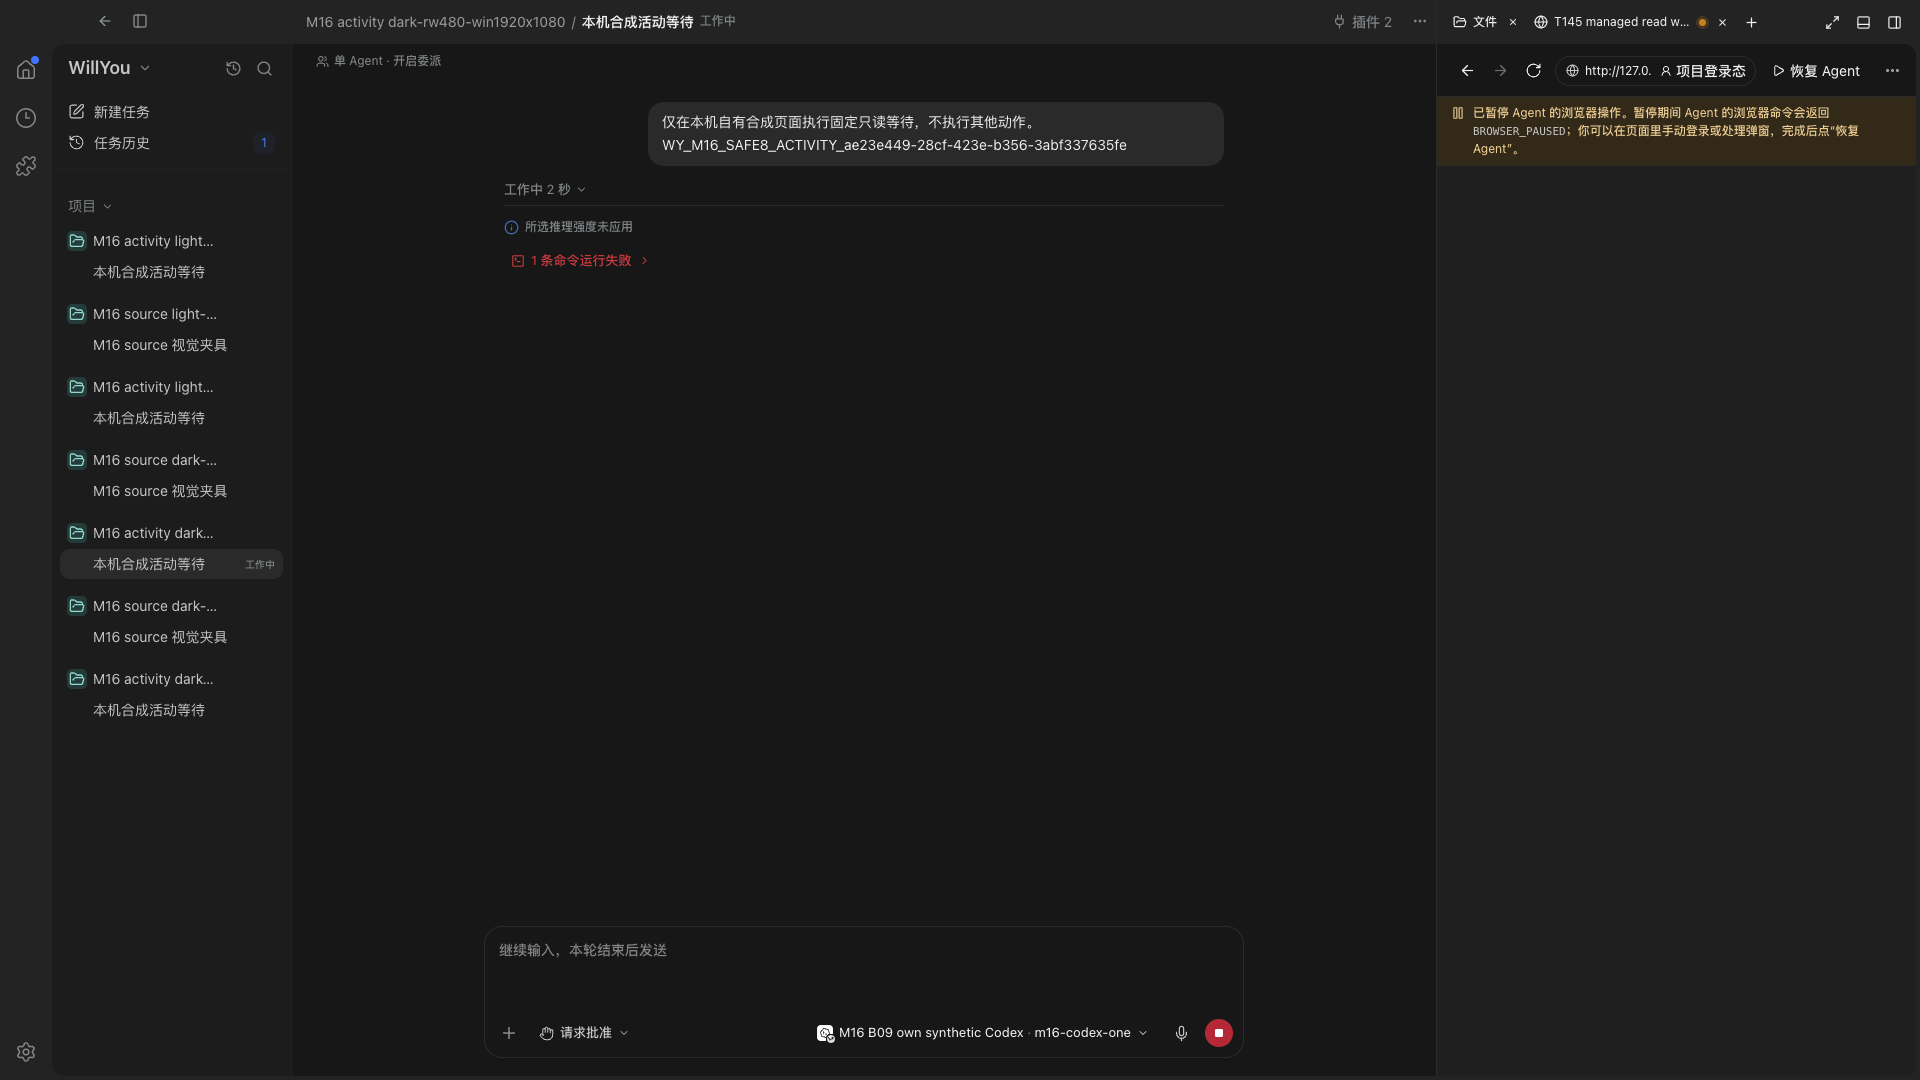 M16 activity dark-rw480-win1920x1080 / 本机合成活动等待 工作中
插件 2
文件
T145 managed read w...
WillYou
新建任务
任务历史 1
项目
M16 activity light...
本机合成活动等待
M16 source light-...
M16 source 视觉夹具
M16 activity light...
本机合成活动等待
M16 source dark-...
M16 source 视觉夹具
M16 activity dark...
本机合成活动等待 工作中
M16 source dark-...
M16 source 视觉夹具
M16 activity dark...
本机合成活动等待
单 Agent · 开启委派
仅在本机自有合成页面执行固定只读等待，不执行其他动作。
WY_M16_SAFE8_ACTIVITY_ae23e449-28cf-423e-b356-3abf337635fe
工作中 2 秒
所选推理强度未应用
1 条命令运行失败
继续输入，本轮结束后发送
请求批准
M16 B09 own synthetic Codex · m16-codex-one
http://127.0. 项目登录态
恢复 Agent
已暂停 Agent 的浏览器操作。暂停期间 Agent 的浏览器命令会返回
BROWSER_PAUSED；你可以在页面里手动登录或处理弹窗，完成后点“恢复
Agent”。